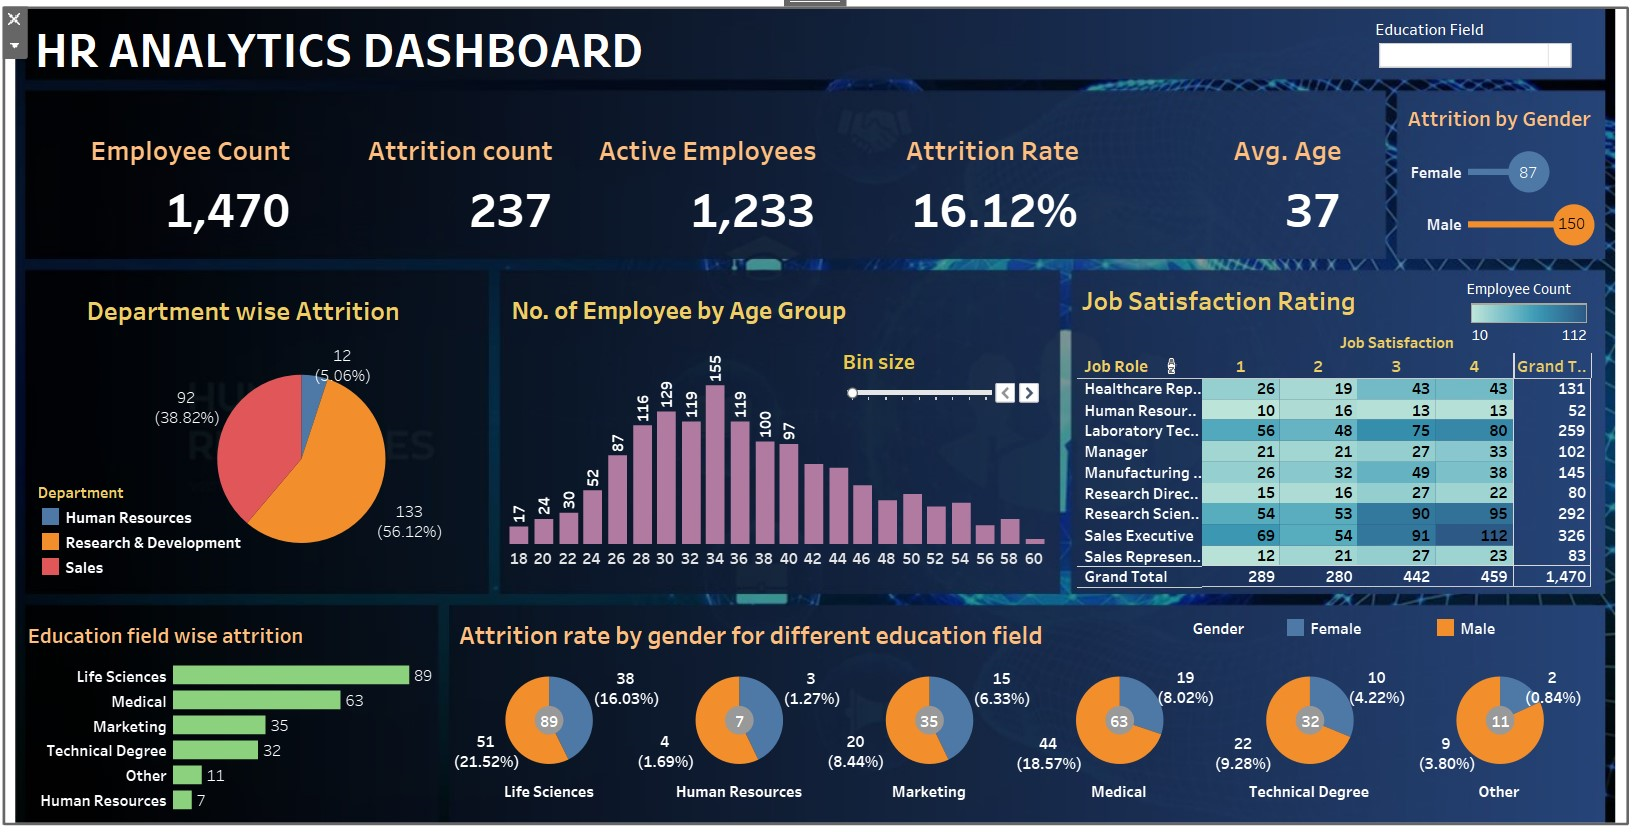 HR ANALYTICS DASHBOARD
Education Field
Employee Count
1,470
Attrition count
237
Active Employees
1,233
Attrition Rate
16.12%
Avg. Age
37
Attrition by Gender
Female 87
Male 150
Department wise Attrition
12
(5.06%)
92
(38.82%)
133
(56.12%)
Department
Human Resources
Research & Development
Sales
No. of Employee by Age Group
Bin size
17 24 30 52 87 116 129 119 155 119 100 97
18 20 22 24 26 28 30 32 34 36 38 40 42 44 46 48 50 52 54 56 58 60
Job Satisfaction Rating
Employee Count
10 112
Job Satisfaction
Job Role 1 2 3 4 Grand T..
Healthcare Rep.. 26 19 43 43 131
Human Resour.. 10 16 13 13 52
Laboratory Tec.. 56 48 75 80 259
Manager 21 21 27 33 102
Manufacturing .. 26 32 49 38 145
Research Direc.. 15 16 27 22 80
Research Scien.. 54 53 90 95 292
Sales Executive 69 54 91 112 326
Sales Represen.. 12 21 27 23 83
Grand Total 289 280 442 459 1,470
Education field wise attrition
Life Sciences 89
Medical 63
Marketing 35
Technical Degree 32
Other 11
Human Resources 7
Attrition rate by gender for different education field
Gender Female Male
38
(16.03%)
89
51
(21.52%)
Life Sciences
3
(1.27%)
7
4
(1.69%)
Human Resources
15
(6.33%)
35
20
(8.44%)
Marketing
19
(8.02%)
63
44
(18.57%)
Medical
10
(4.22%)
32
22
(9.28%)
Technical Degree
2
(0.84%)
11
9
(3.80%)
Other